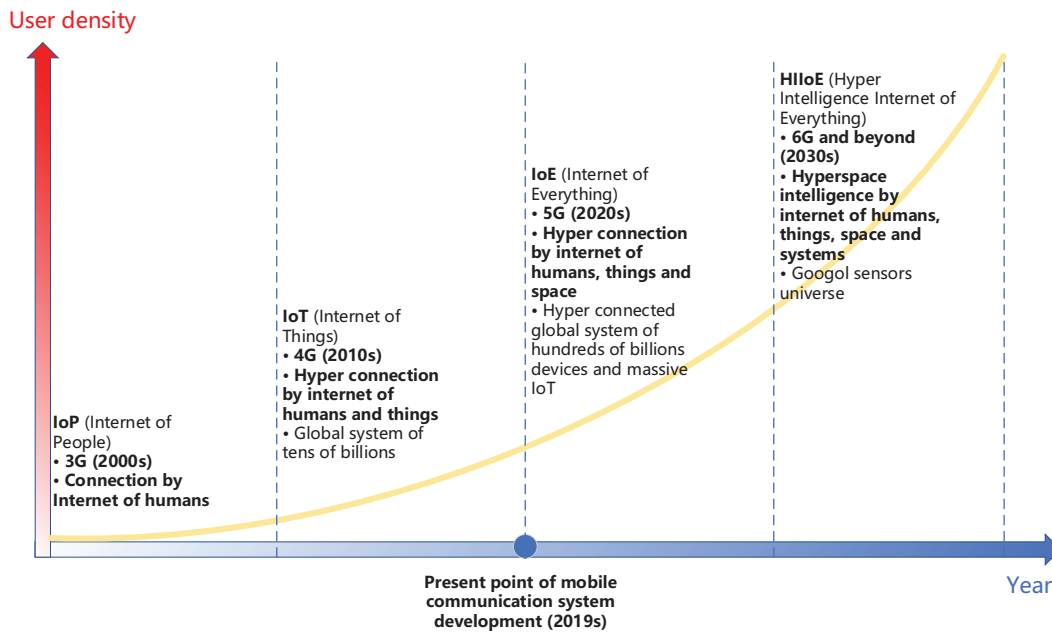 User density
IoP (Internet of
People)
• 3G (2000s)
• Connection by
Internet of humans
IoT (Internet of
Things)
• 4G (2010s)
• Hyper connection
by internet of
humans and things
• Global system of
tens of billions
IoE (Internet of
Everything)
• 5G (2020s)
• Hyper connection
by internet of
humans, things and
space
• Hyper connected
global system of
hundreds of billions
devices and massive
IoT
HIIoE (Hyper
Intelligence Internet of
Everything)
• 6G and beyond
(2030s)
• Hyperspace
intelligence by
internet of humans,
things, space and
systems
• Googol sensors
universe
Year
Present point of mobile
communication system
development (2019s)